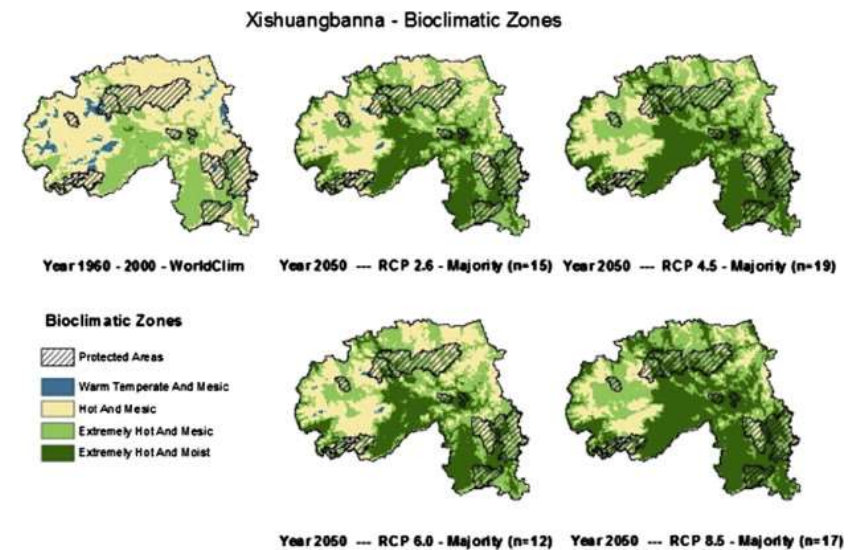 Xishuangbanna - Bioclimatic Zones
Year 1960 - 2000 - WorldClim
Year 2050 --- RCP 2.6 - Majority (n=15)
Year 2050 --- RCP 4.5 - Majority (n=19)
Bioclimatic Zones
Protected Areas
Warm Temperate And Mesic
Hot And Mesic
Extremely Hot And Mesic
Extremely Hot And Moist
Year 2050 --- RCP 6.0 - Majority (n=12)
Year 2050 --- RCP 8.5 - Majority (n=17)